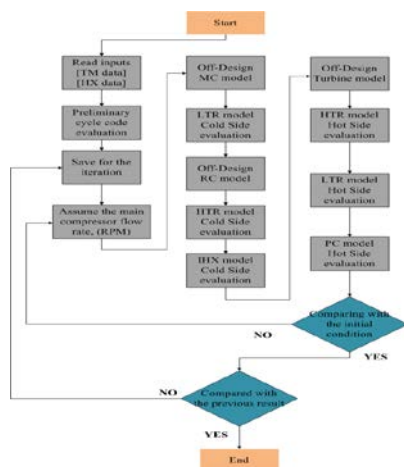 Start
Read inputs
[TM data]
[HX data]
Preliminary
cycle code
evaluation
Save for the
iteration
Assume the main
compressor flow
rate, (RPM)
Off-Design
MC model
LTR model
Cold Side
evaluation
Off-Design
RC model
HTR model
Cold Side
evaluation
IHX model
Cold Side
evaluation
Off-Design
Turbine model
HTR model
Hot Side
evaluation
LTR model
Hot Side
evaluation
PC model
Hot Side
evaluation
Comparing with
the initial
condition
NO
YES
Compared with
the previous result
NO
YES
End